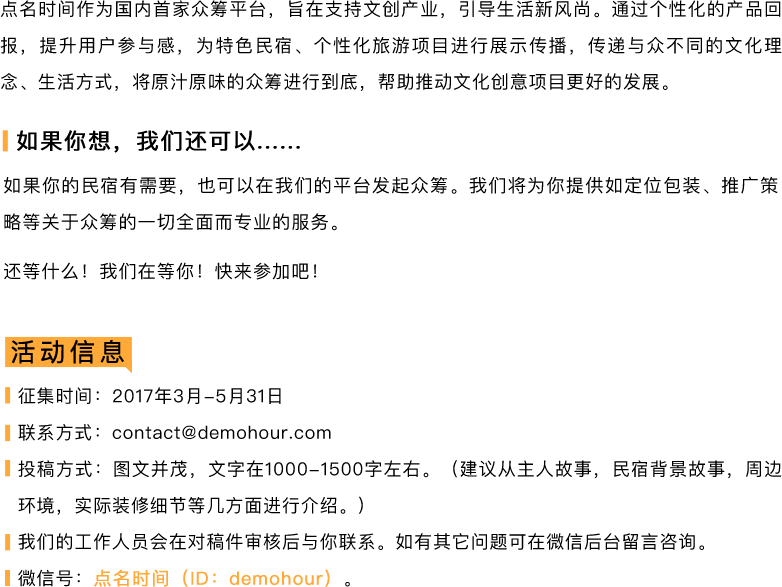 点名时间作为国内首家众筹平台，旨在支持文创产业，引导生活新风尚。通过个性化的产品回
报，提升用户参与感，为特色民宿、个性化旅游项目进行展示传播，传递与众不同的文化理
念、生活方式，将原汁原味的众筹进行到底，帮助推动文化创意项目更好的发展。
如果你想，我们还可以......
如果你的民宿有需要，也可以在我们的平台发起众筹。我们将为你提供如定位包装、推广策
略等关于众筹的一切全面而专业的服务。
还等什么！我们在等你！快来参加吧！
活动信息
征集时间：2017年3月-5月31日
联系方式：contact@demohour.com
投稿方式：图文并茂，文字在1000-1500字左右。（建议从主人故事，民宿背景故事，周边
环境，实际装修细节等几方面进行介绍。）
我们的工作人员会在对稿件审核后与你联系。如有其它问题可在微信后台留言咨询。
微信号：点名时间（ID：demohour）。